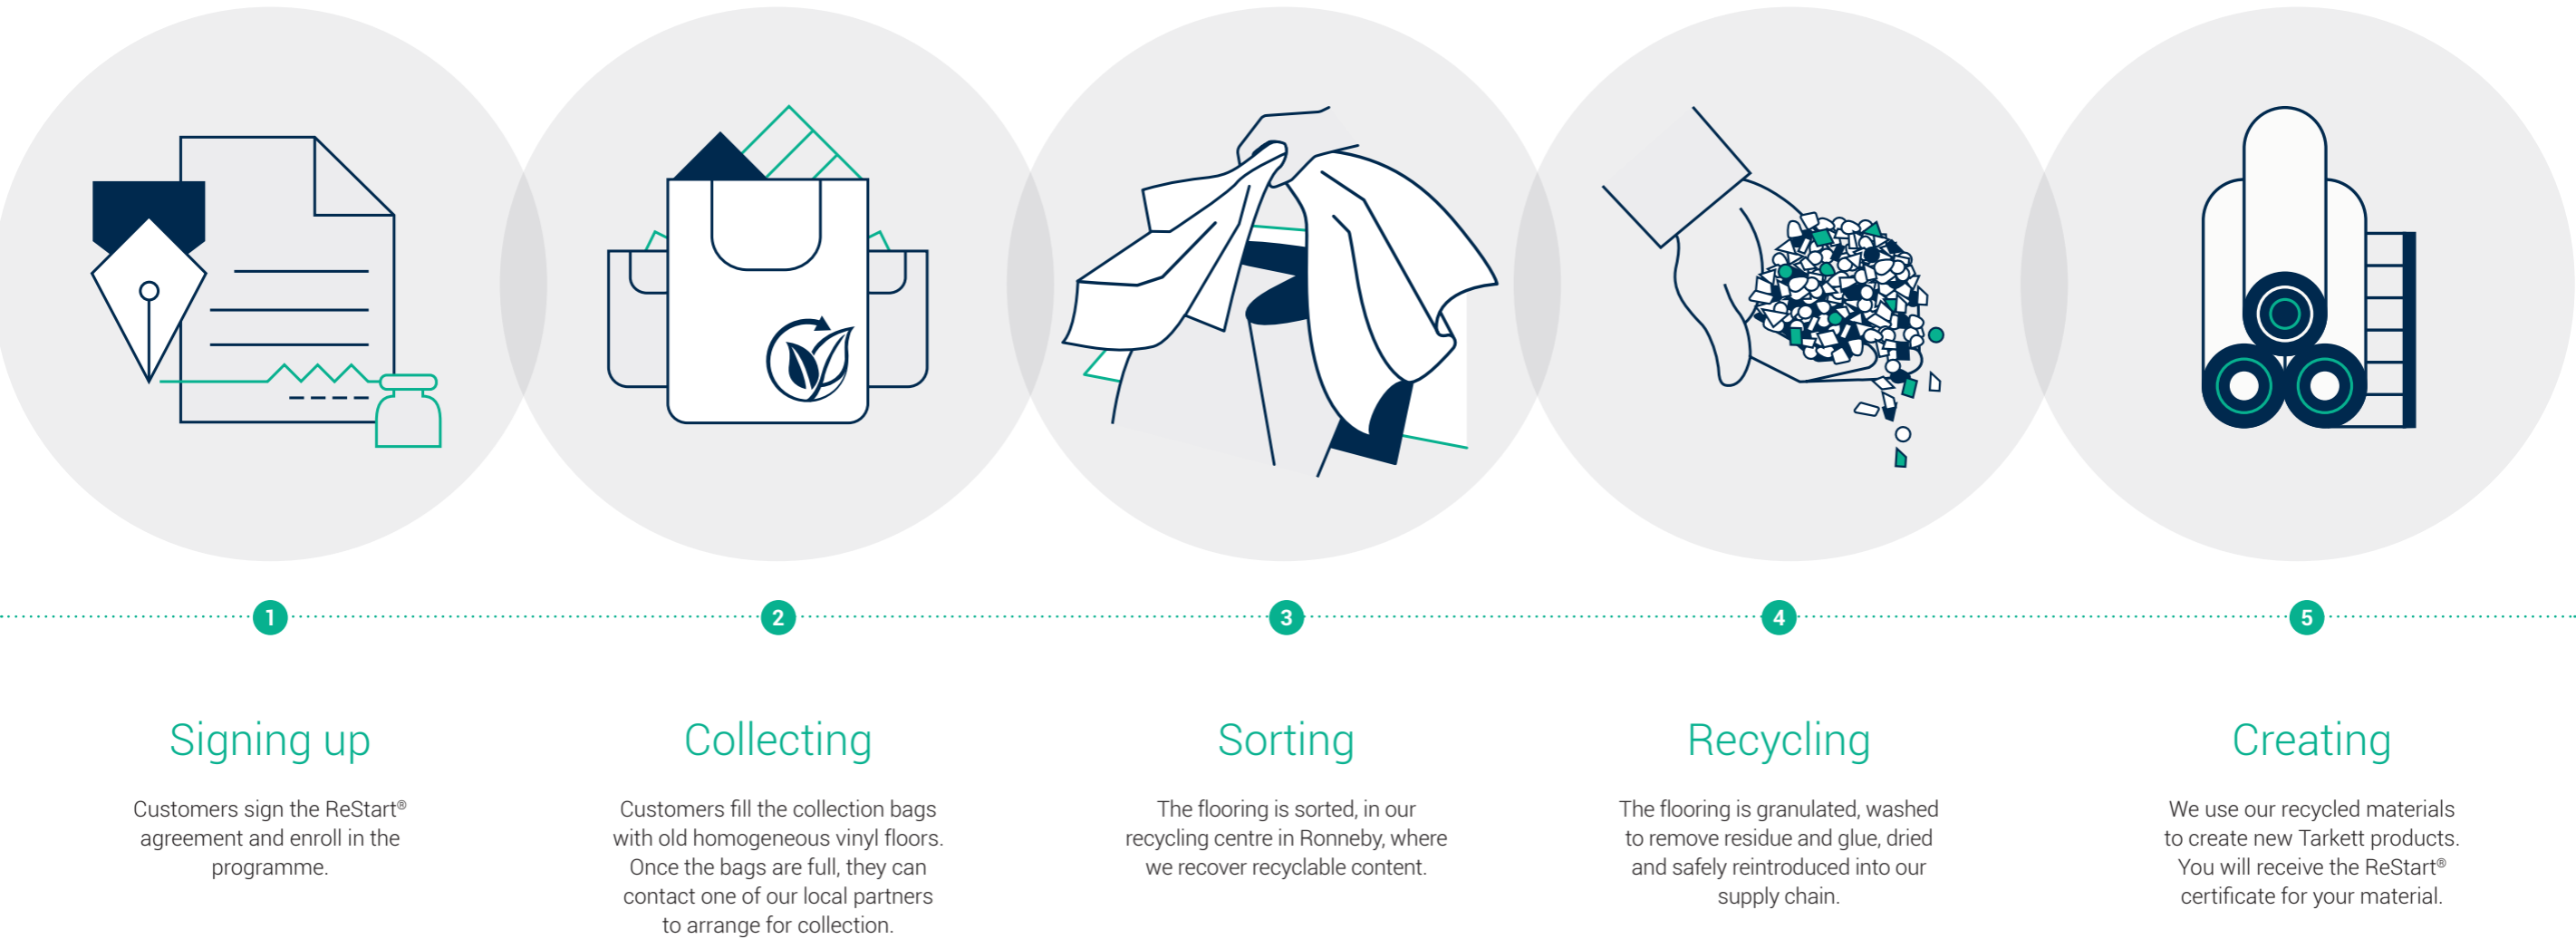 1
2
3
4
5
Signing up
Customers sign the ReStart®
agreement and enroll in the
programme.
Collecting
Customers fill the collection bags
with old homogeneous vinyl floors.
Once the bags are full, they can
contact one of our local partners
to arrange for collection.
Sorting
The flooring is sorted, in our
recycling centre in Ronneby, where
we recover recyclable content.
Recycling
The flooring is granulated, washed
to remove residue and glue, dried
and safely reintroduced into our
supply chain.
Creating
We use our recycled materials
to create new Tarkett products.
You will receive the ReStart®
certificate for your material.